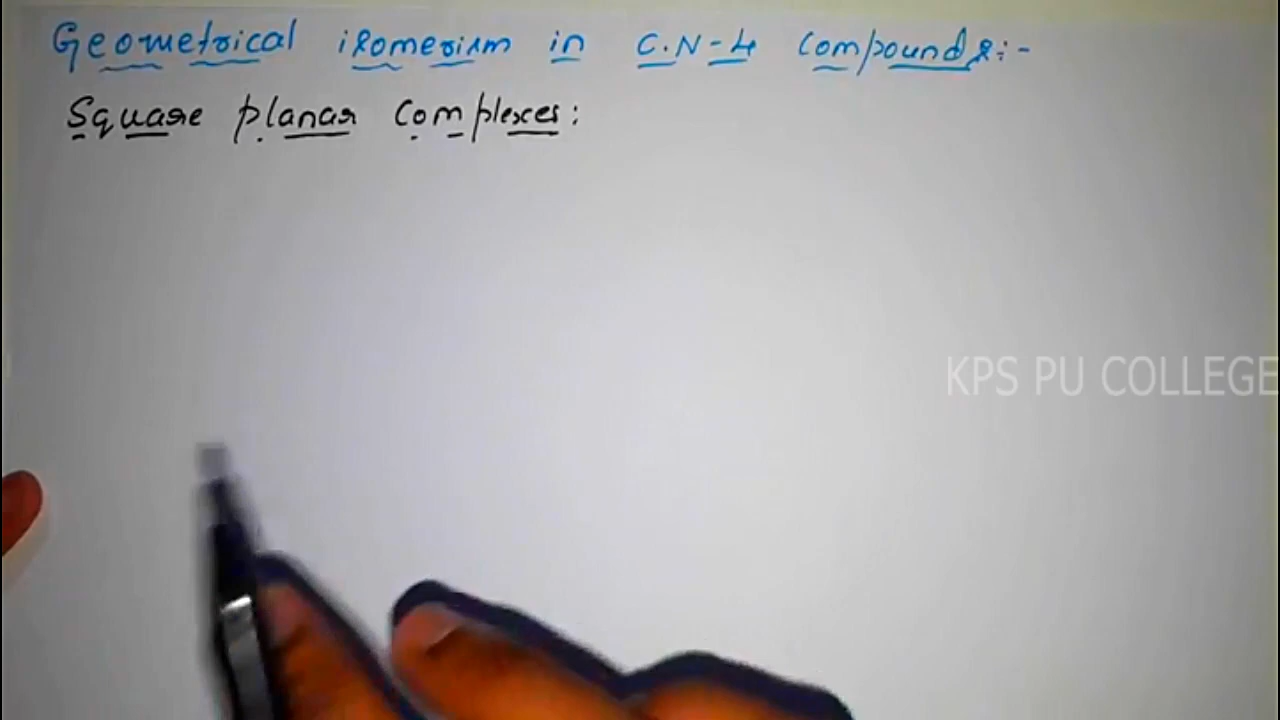 Geometrical isomerism in C.N-4 Compounds:-
Square planar Complexes:
KPS PU COLLEGE